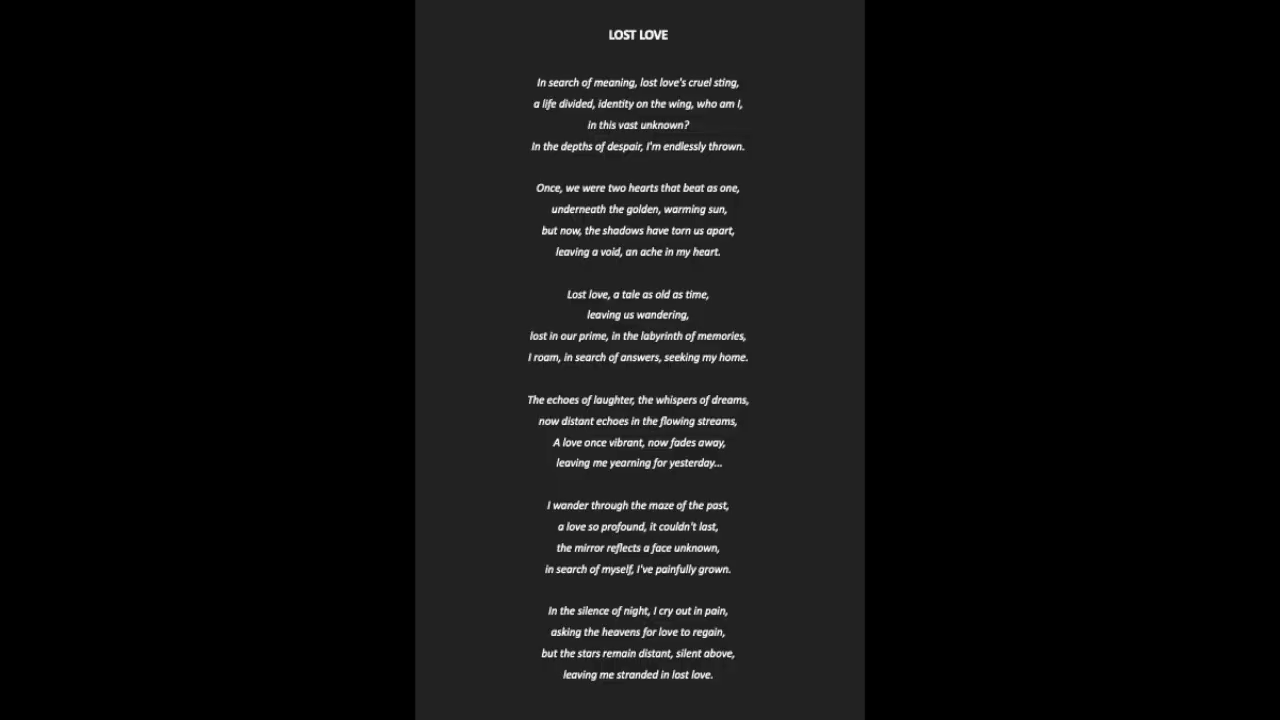 LOST LOVE
In search of meaning, lost love's cruel sting,
a life divided, identity on the wing, who am I,
in this vast unknown?
In the depths of despair, I'm endlessly thrown.
Once, we were two hearts that beat as one,
underneath the golden, warming sun,
but now, the shadows have torn us apart,
leaving a void, an ache in my heart.
Lost love, a tale as old as time,
leaving us wandering,
lost in our prime, in the labyrinth of memories,
I roam, in search of answers, seeking my home.
The echoes of laughter, the whispers of dreams,
now distant echoes in the flowing streams,
A love once vibrant, now fades away,
leaving me yearning for yesterday...
I wander through the maze of the past,
a love so profound, it couldn't last,
the mirror reflects a face unknown,
in search of myself, I've painfully grown.
In the silence of night, I cry out in pain,
asking the heavens for love to regain,
but the stars remain distant, silent above,
leaving me stranded in lost love.